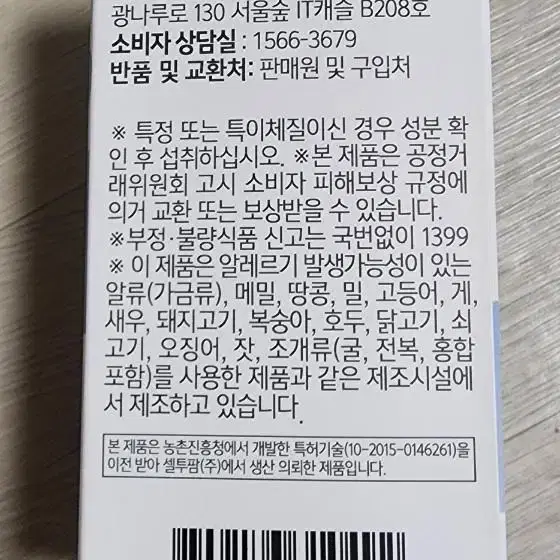 광나루로 130 서울숲 IT캐슬 B208호
소비자 상담실 : 1566-3679
반품 및 교환처: 판매원 및 구입처
※ 특정 또는 특이체질이신 경우 성분 확
인 후 섭취하십시오. ※본 제품은 공정거
래위원회 고시 소비자 피해보상 규정에
의거 교환 또는 보상받을 수 있습니다.
※부정·불량식품 신고는 국번없이 1399
※ 이 제품은 알레르기 발생가능성이 있는
알류(가금류), 메밀, 땅콩, 밀, 고등어, 게,
새우, 돼지고기, 복숭아, 호두, 닭고기, 쇠
고기, 오징어, 잣, 조개류(굴, 전복, 홍합
포함)를 사용한 제품과 같은 제조시설에
서 제조하고 있습니다.
본 제품은 농촌진흥청에서 개발한 특허기술(10-2015-0146261)을
이전 받아 셀투팜(주)에서 생산 의뢰한 제품입니다.